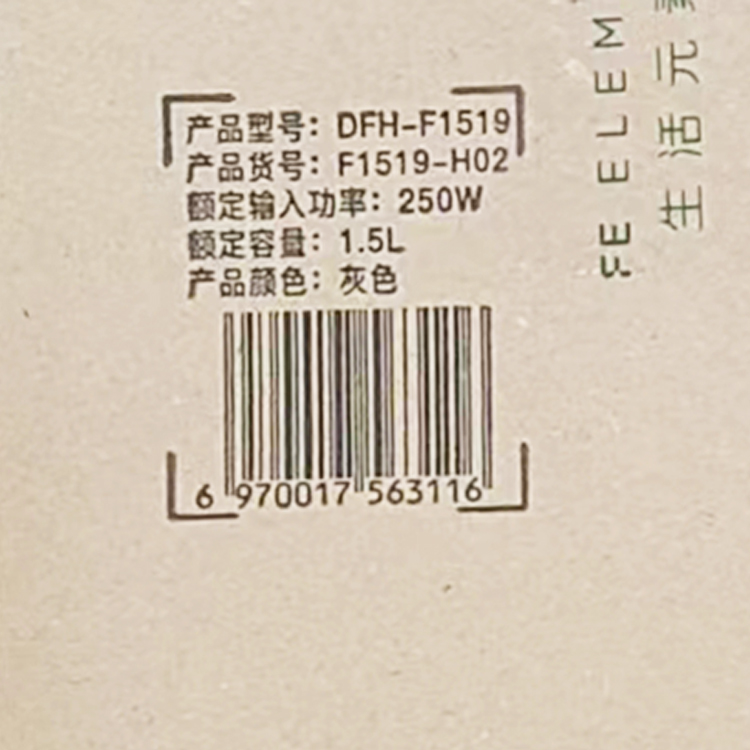 产品型号：DFH-F1519
产品货号：F1519-H02
额定输入功率：250W
额定容量：1.5L
产品颜色：灰色
6 970017 563116
FE ELEM
生活元素